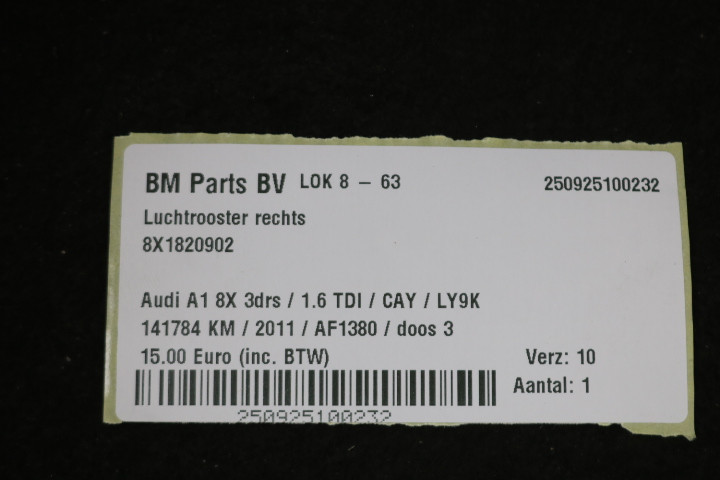 BM Parts BV LOK 8 – 63 250925100232
Luchtrooster rechts
8X1820902
Audi A1 8X 3drs / 1.6 TDI / CAY / LY9K
141784 KM / 2011 / AF1380 / doos 3
15.00 Euro (inc. BTW) Verz: 10
Aantal: 1
250925100232